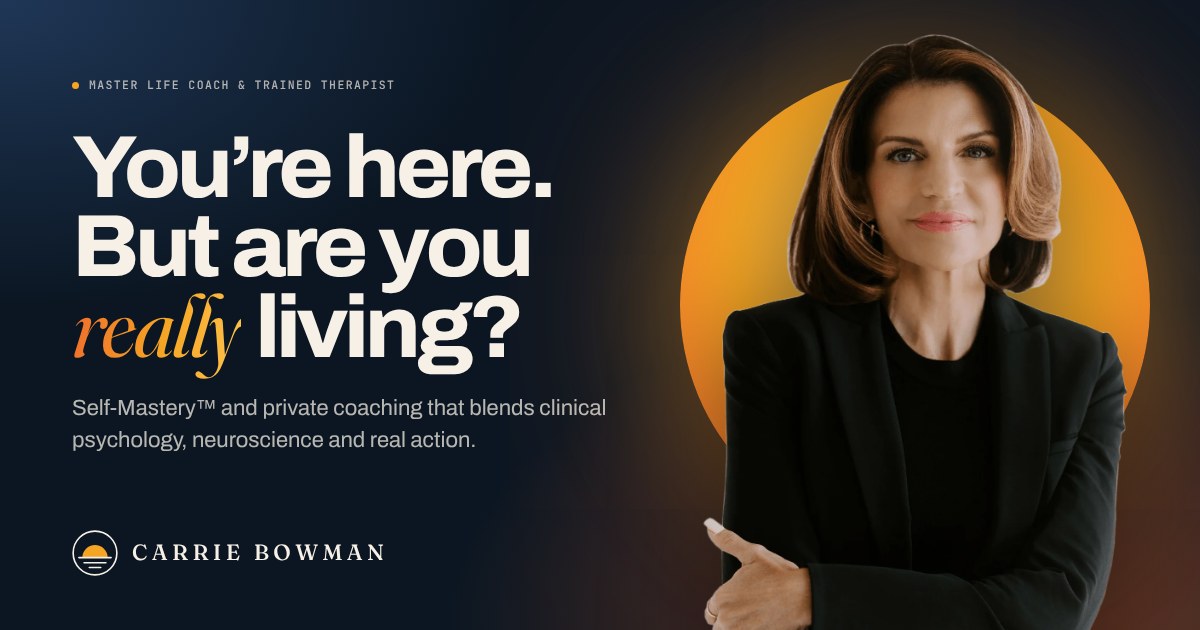 MASTER LIFE COACH & TRAINED THERAPIST
You’re here.
But are you
really living?
Self-Mastery™ and private coaching that blends clinical
psychology, neuroscience and real action.
CARRIE BOWMAN